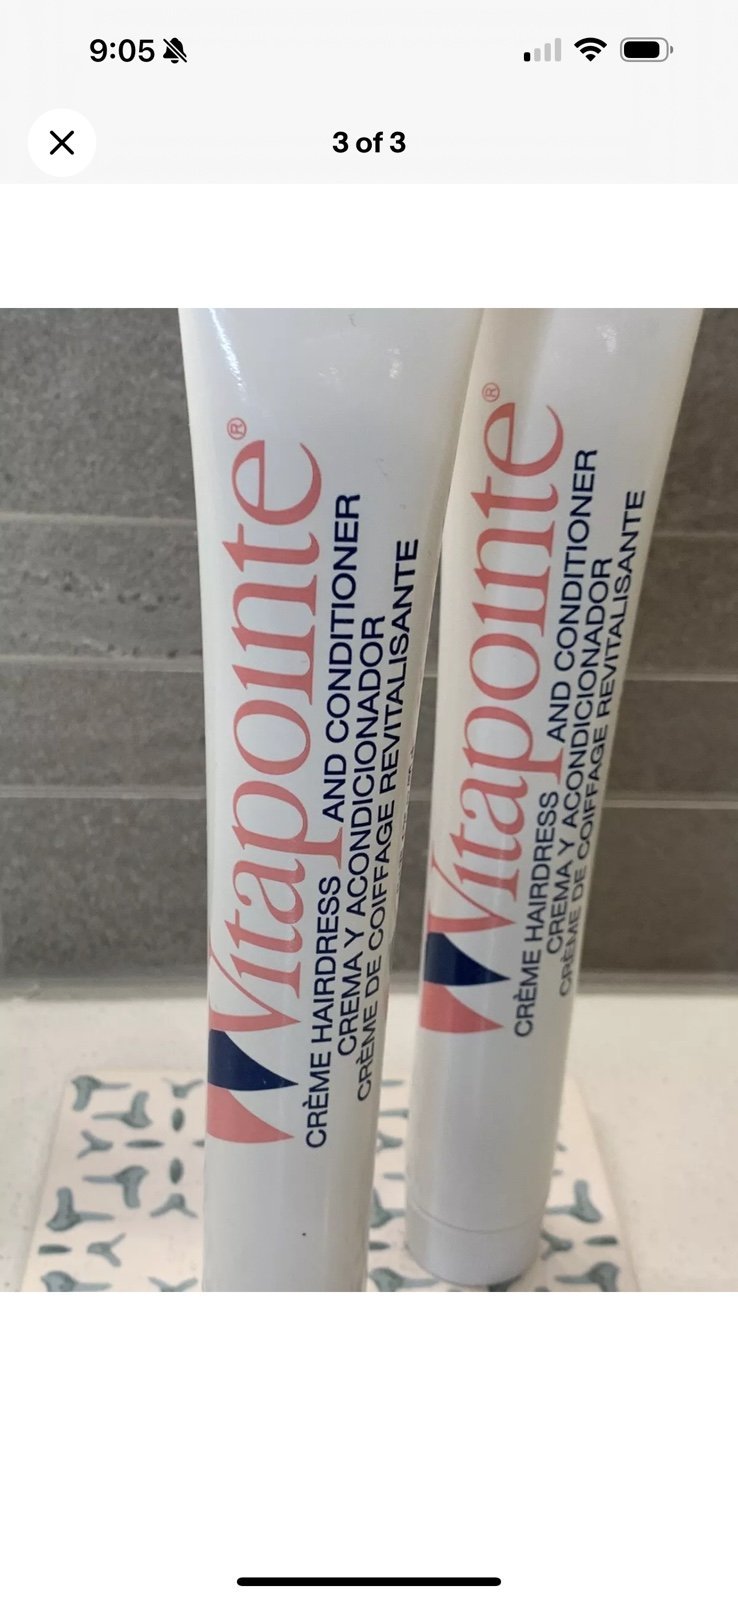 9:05
3 of 3
Vitapointe®
CRÈME HAIRDRESS AND CONDITIONER
CREMA Y ACONDICIONADOR
CRÈME DE COIFFAGE REVITALISANTE
Vitapointe®
CRÈME HAIRDRESS AND CONDITIONER
CREMA Y ACONDICIONADOR
CRÈME DE COIFFAGE REVITALISANTE